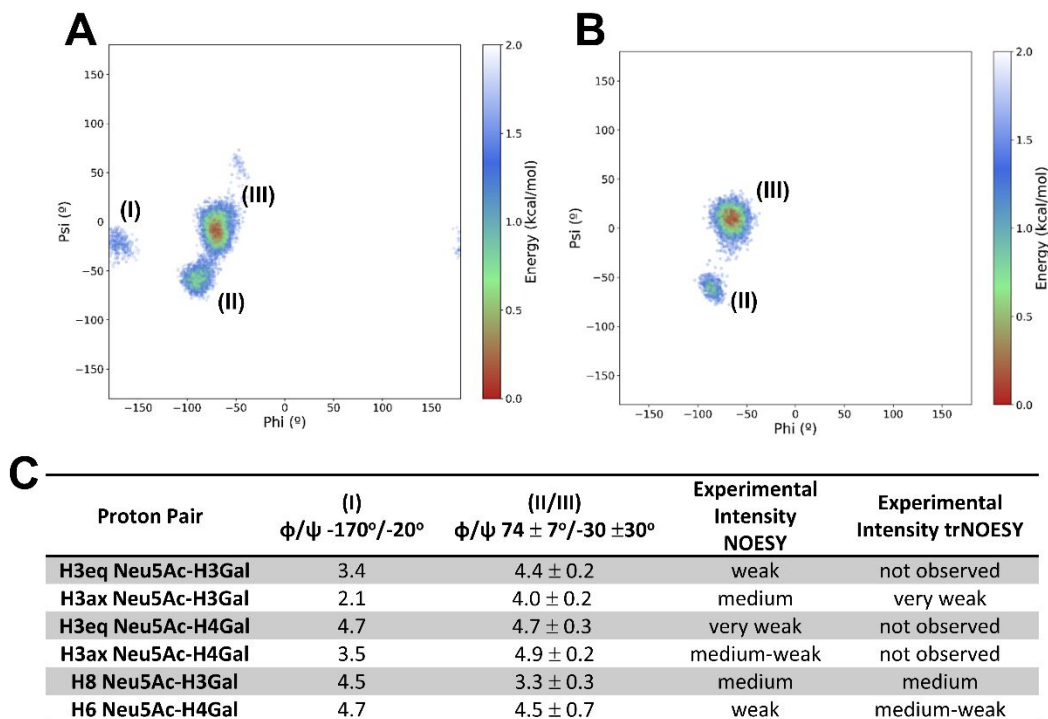 A
150
100
50
0
−50
−100
−150
Psi (º)
−150 −100 −50 0 50 100 150
Phi (º)
(I)
(III)
(II)
2.0
1.5
1.0
0.5
0.0
Energy (kcal/mol)
B
150
100
50
0
−50
−100
−150
Psi (º)
−150 −100 −50 0 50 100 150
Phi (º)
(III)
(II)
2.0
1.5
1.0
0.5
0.0
Energy (kcal/mol)
C
Proton Pair
(I)
ϕ/ψ -170º/-20º
(II/III)
ϕ/ψ 74 ± 7º/-30 ±30º
Experimental
Intensity
NOESY
Experimental
Intensity trNOESY
H3eq Neu5Ac-H3Gal 3.4 4.4 ± 0.2 weak not observed
H3ax Neu5Ac-H3Gal 2.1 4.0 ± 0.2 medium very weak
H3eq Neu5Ac-H4Gal 4.7 4.7 ± 0.3 very weak not observed
H3ax Neu5Ac-H4Gal 3.5 4.9 ± 0.2 medium-weak not observed
H8 Neu5Ac-H3Gal 4.5 3.3 ± 0.3 medium medium
H6 Neu5Ac-H4Gal 4.7 4.5 ± 0.7 weak medium-weak